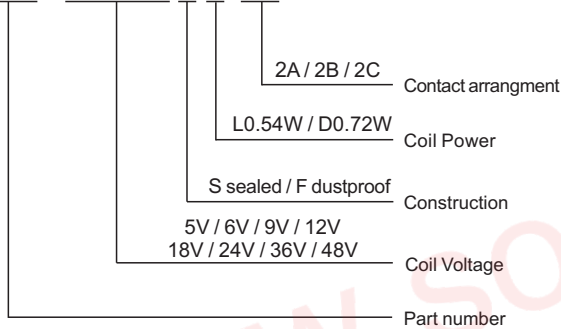 2A / 2B / 2C
Contact arrangment
L0.54W / D0.72W
Coil Power
S sealed / F dustproof
Construction
5V / 6V / 9V / 12V
18V / 24V / 36V / 48V
Coil Voltage
Part number